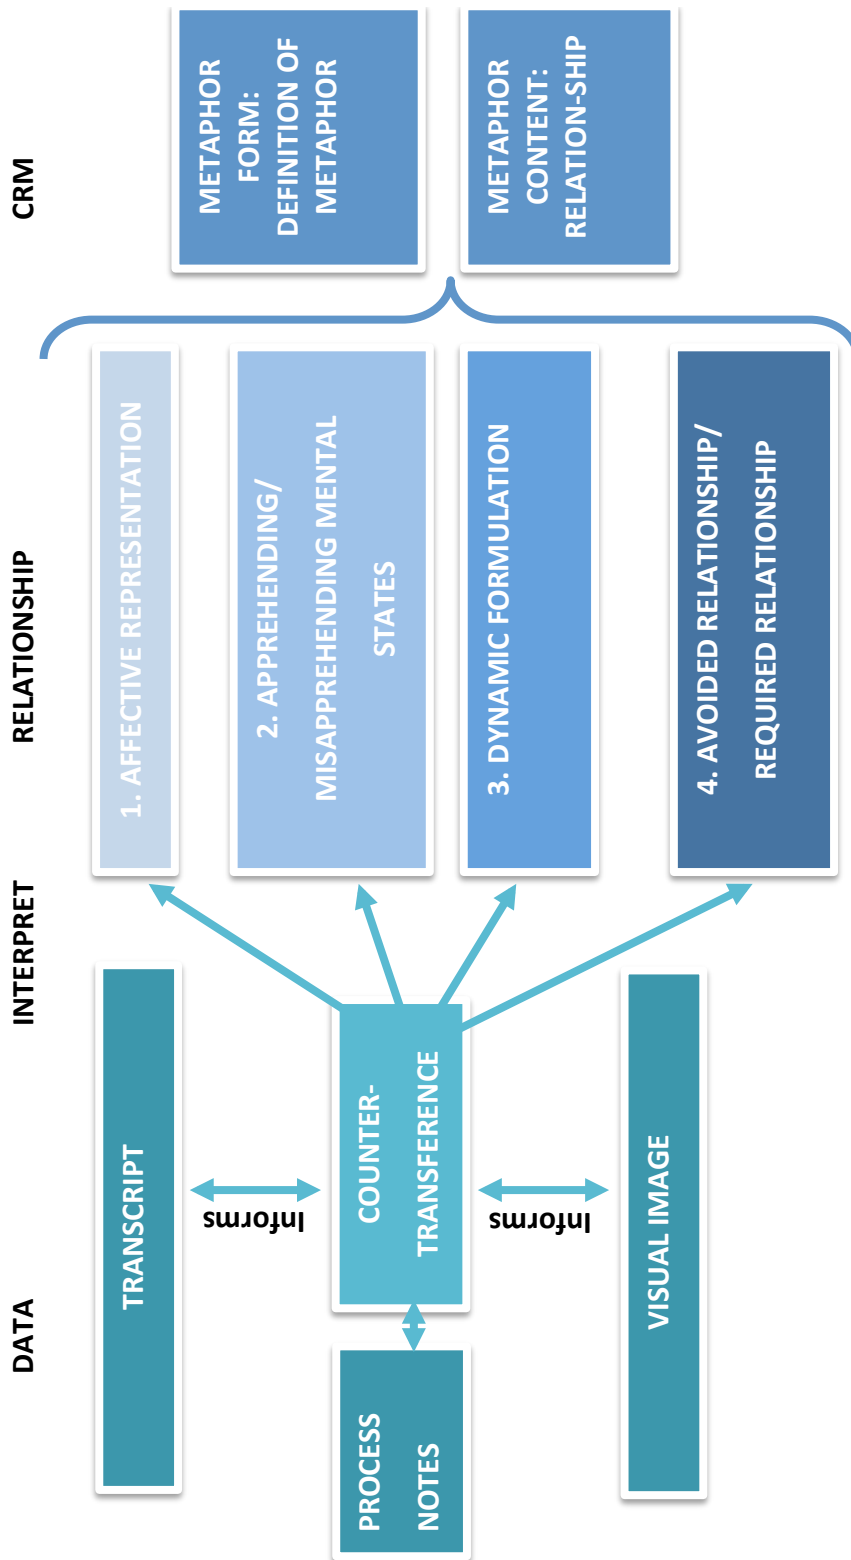 DATA
INTERPRET
RELATIONSHIP
CRM
TRANSCRIPT
Informs
PROCESS
NOTES
COUNTER-
TRANSFERENCE
Informs
VISUAL IMAGE
1. AFFECTIVE REPRESENTATION
2. APPREHENDING/
MISAPPREHENDING MENTAL
STATES
3. DYNAMIC FORMULATION
4. AVOIDED RELATIONSHIP/
REQUIRED RELATIONSHIP
METAPHOR
FORM:
DEFINITION OF
METAPHOR
METAPHOR
CONTENT:
RELATION-SHIP